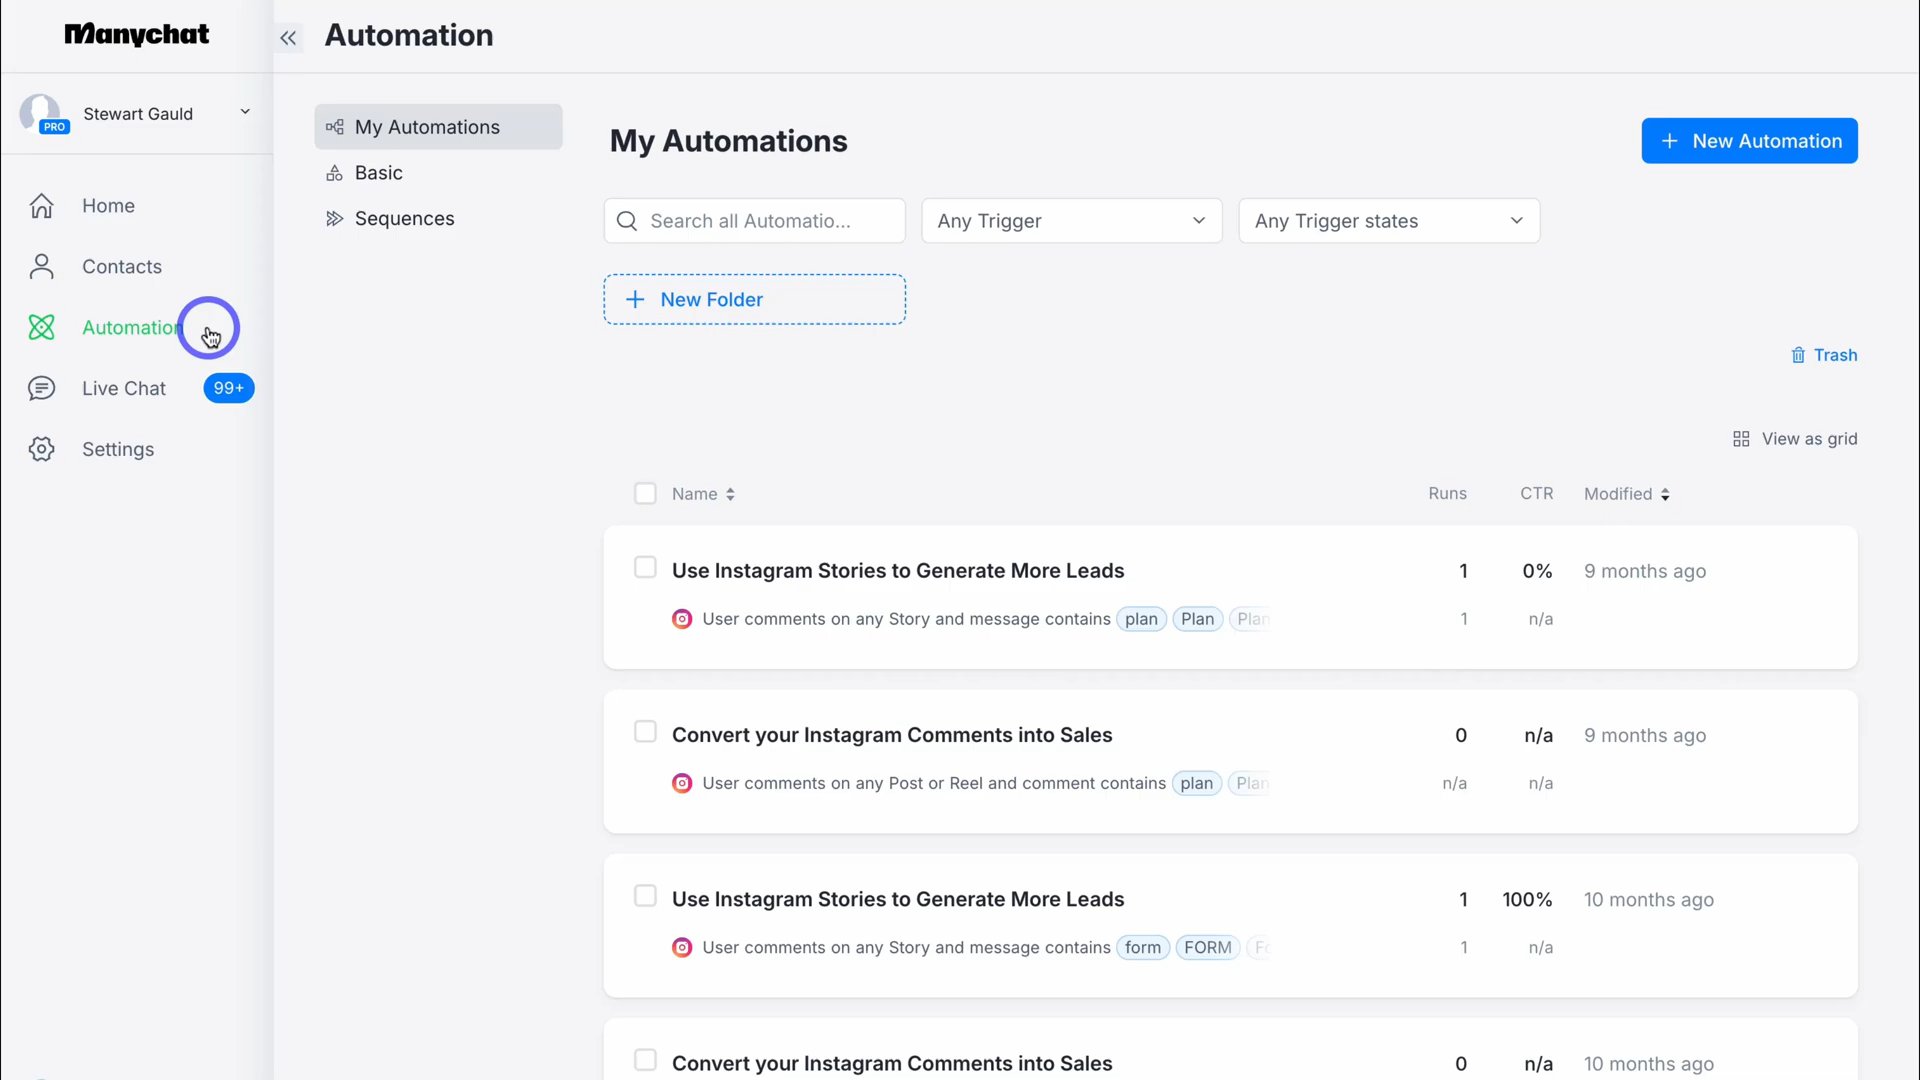 Manychat
Automation
Stewart Gauld
PRO
Home
Contacts
Automation
Live Chat 99+
Settings
My Automations
Basic
Sequences
My Automations
+ New Automation
Search all Automatio...
Any Trigger
Any Trigger states
+ New Folder
Trash
View as grid
Name Runs CTR Modified
Use Instagram Stories to Generate More Leads 1 0% 9 months ago
User comments on any Story and message contains plan Plan Plan 1 n/a
Convert your Instagram Comments into Sales 0 n/a 9 months ago
User comments on any Post or Reel and comment contains plan Plan n/a n/a
Use Instagram Stories to Generate More Leads 1 100% 10 months ago
User comments on any Story and message contains form FORM Fo 1 n/a
Convert your Instagram Comments into Sales 0 n/a 10 months ago